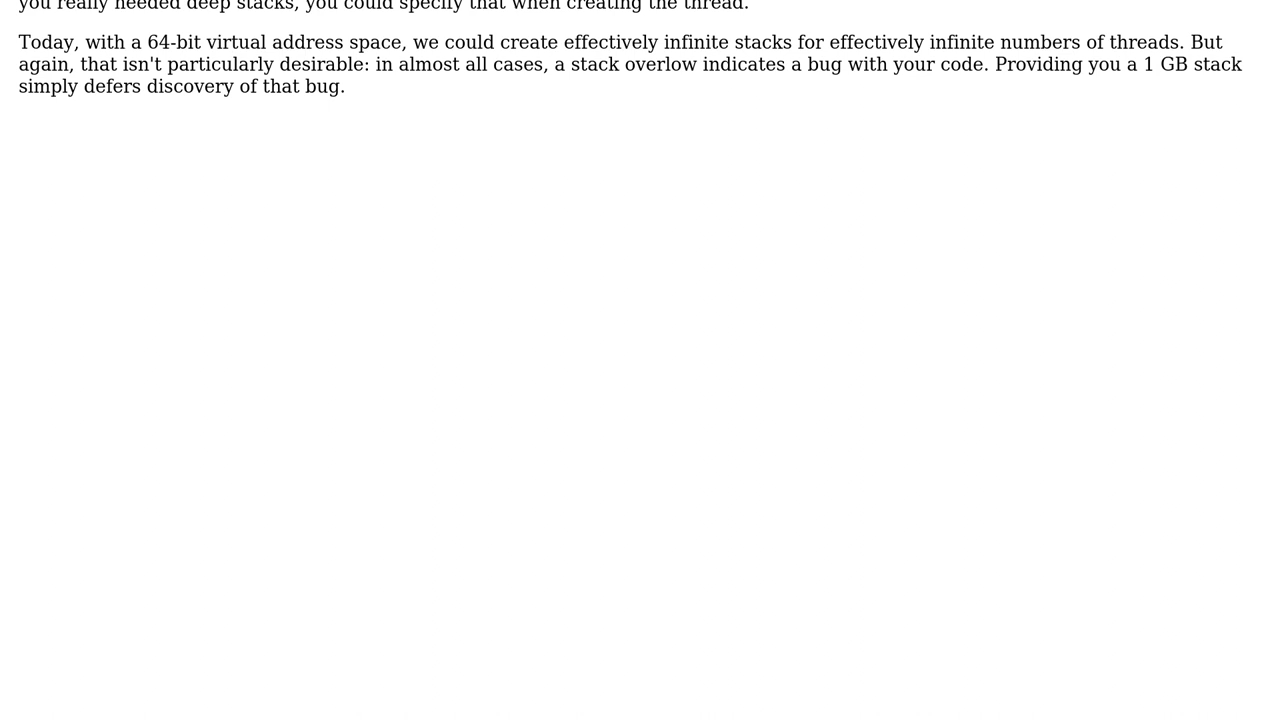 you really needed deep stacks, you could specify that when creating the thread.
Today, with a 64-bit virtual address space, we could create effectively infinite stacks for effectively infinite numbers of threads. But
again, that isn't particularly desirable: in almost all cases, a stack overlow indicates a bug with your code. Providing you a 1 GB stack
simply defers discovery of that bug.